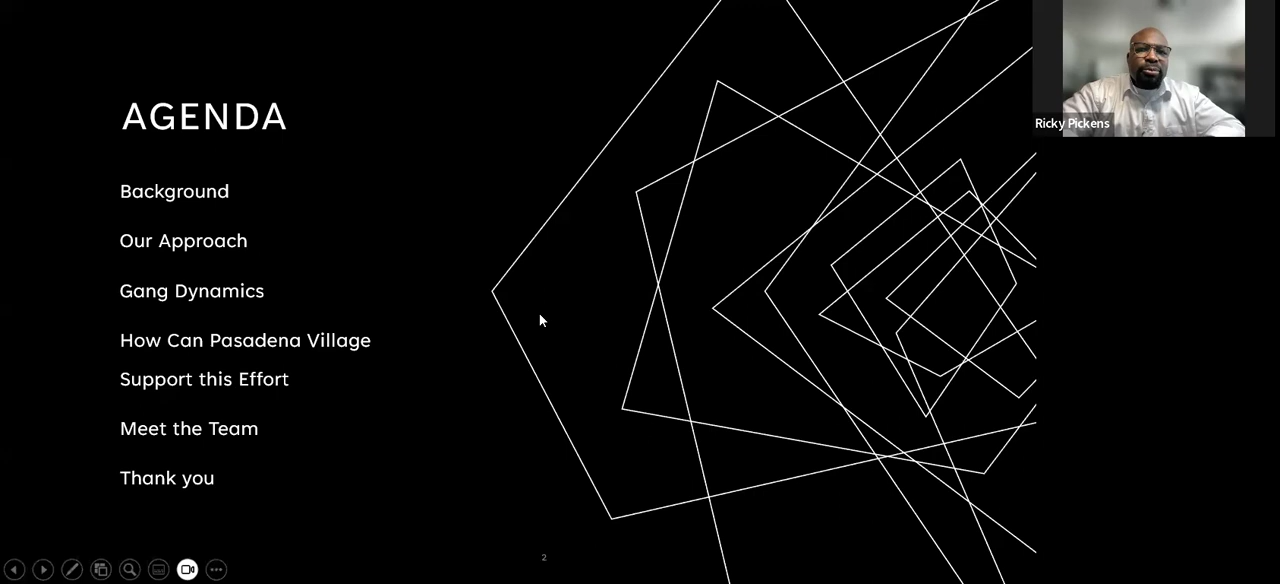 AGENDA
Background
Our Approach
Gang Dynamics
How Can Pasadena Village
Support this Effort
Meet the Team
Thank you
2
Ricky Pickens